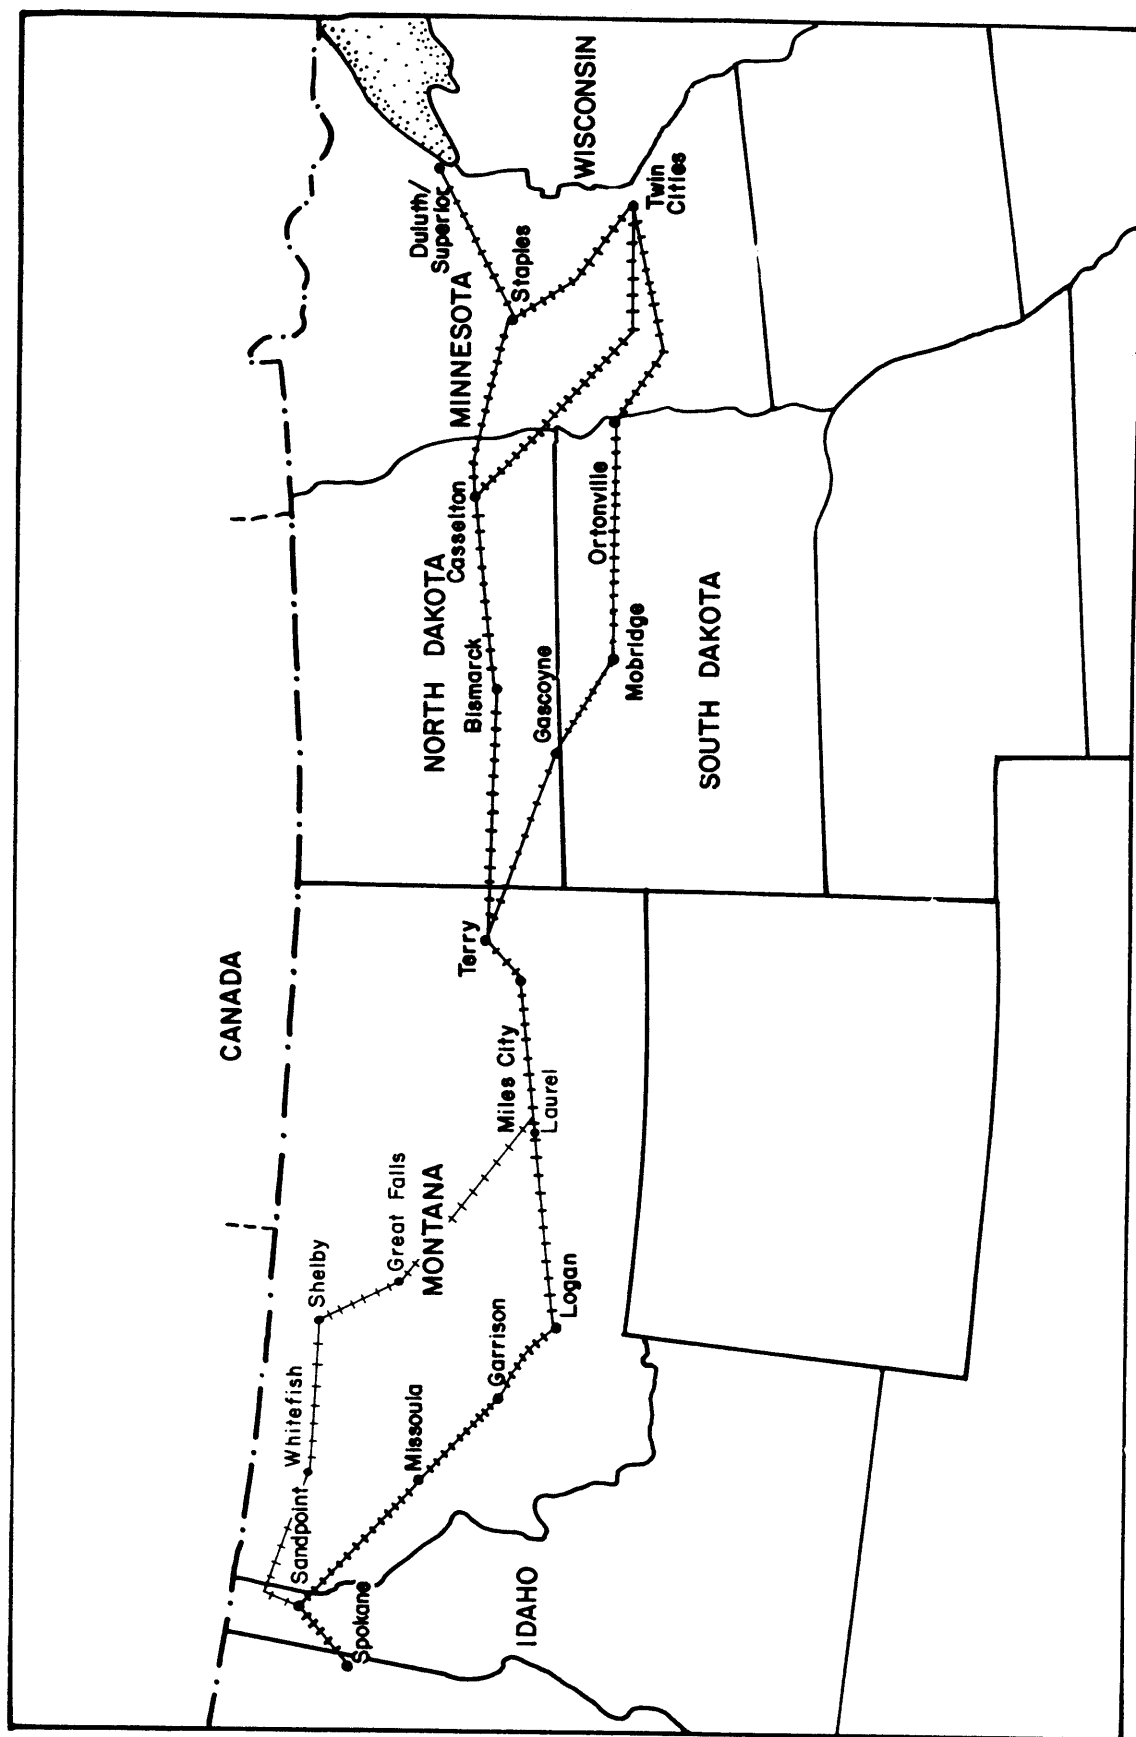 CANADA
Sandpoint
Whitefish
Shelby
Great Falls
MONTANA
Spokane
Missoula
Garrison
Logan
IDAHO
Miles City
Laurel
Terry
NORTH DAKOTA
Bismarck
Casselton
Gascoyne
Mobridge
Ortonville
SOUTH DAKOTA
MINNESOTA
Duluth/
Superior
Staples
Twin
Cities
WISCONSIN